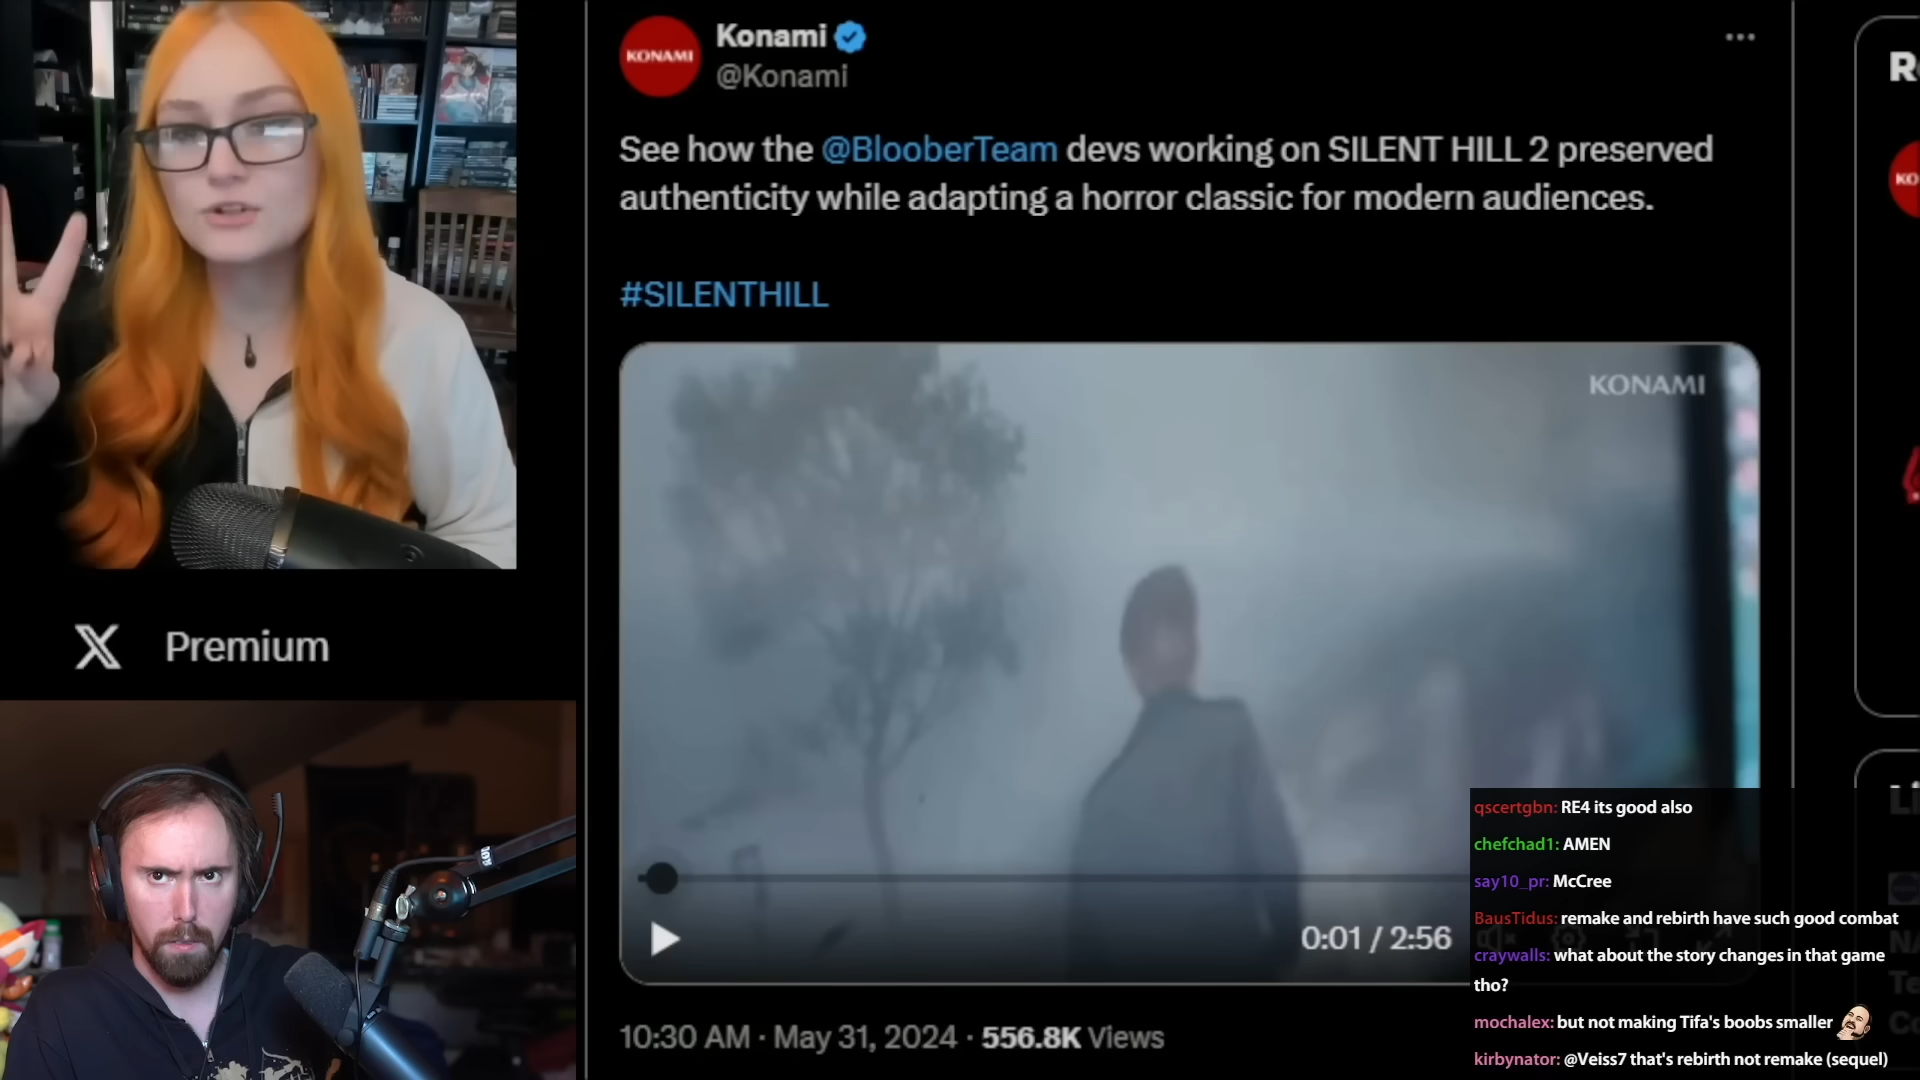 KONAMI
Konami
@Konami
See how the @BlooberTeam devs working on SILENT HILL 2 preserved
authenticity while adapting a horror classic for modern audiences.
#SILENTHILL
KONAMI
0:01 / 2:56
10:30 AM · May 31, 2024 · 556.8K Views
X Premium
qscertgbn: RE4 its good also
chefchad1: AMEN
say10_pr: McCree
BausTidus: remake and rebirth have such good combat
craywalls: what about the story changes in that game
tho?
mochalex: but not making Tifa's boobs smaller
kirbynator: @Veiss7 that's rebirth not remake (sequel)